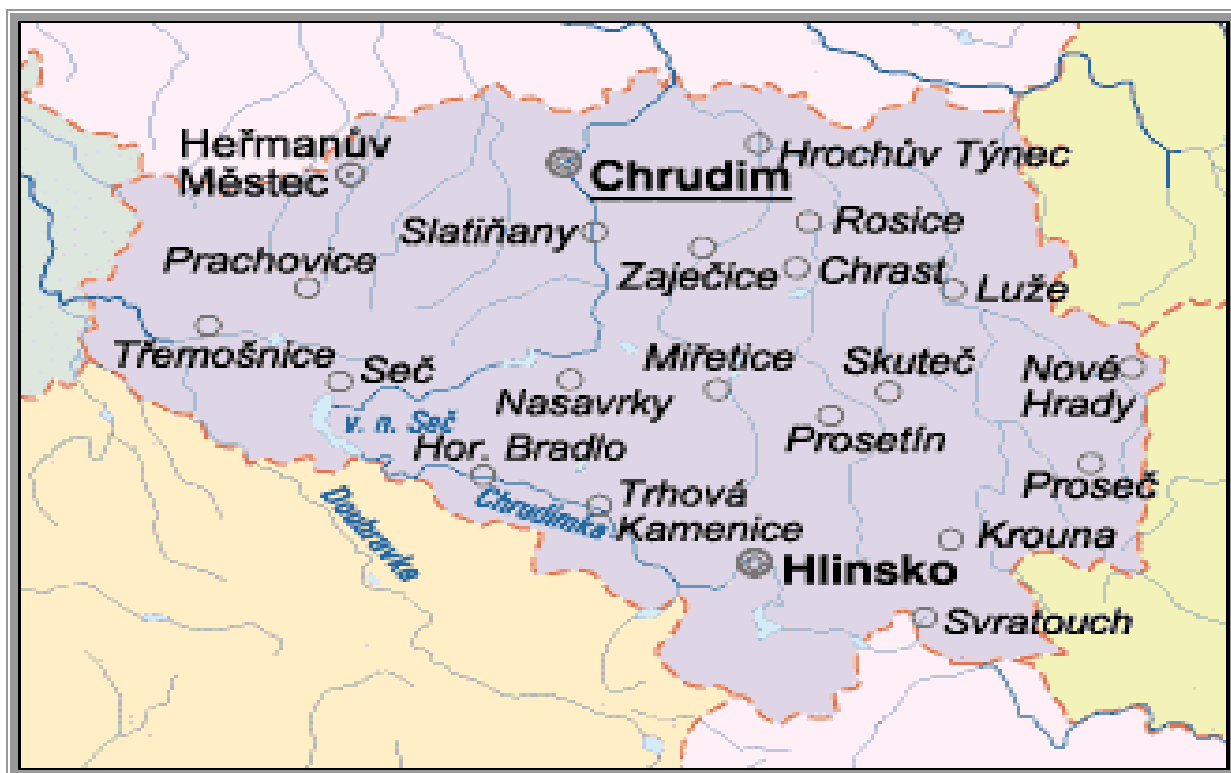 Heřmanův
Městec
Chrudim
Hrochův Týnec
Slatiňany
Rosice
Prachovice
Zaječice
Chrast
Luže
Třemošnice
Seč
Miřetice
Skuteč
Nové
Hrady
Nasavrky
v. n. Seč
Prosetín
Hor. Bradlo
Proseč
Trhová
Kamenice
Chrudimka
Doubravka
Krouna
Hlinsko
Svratouch